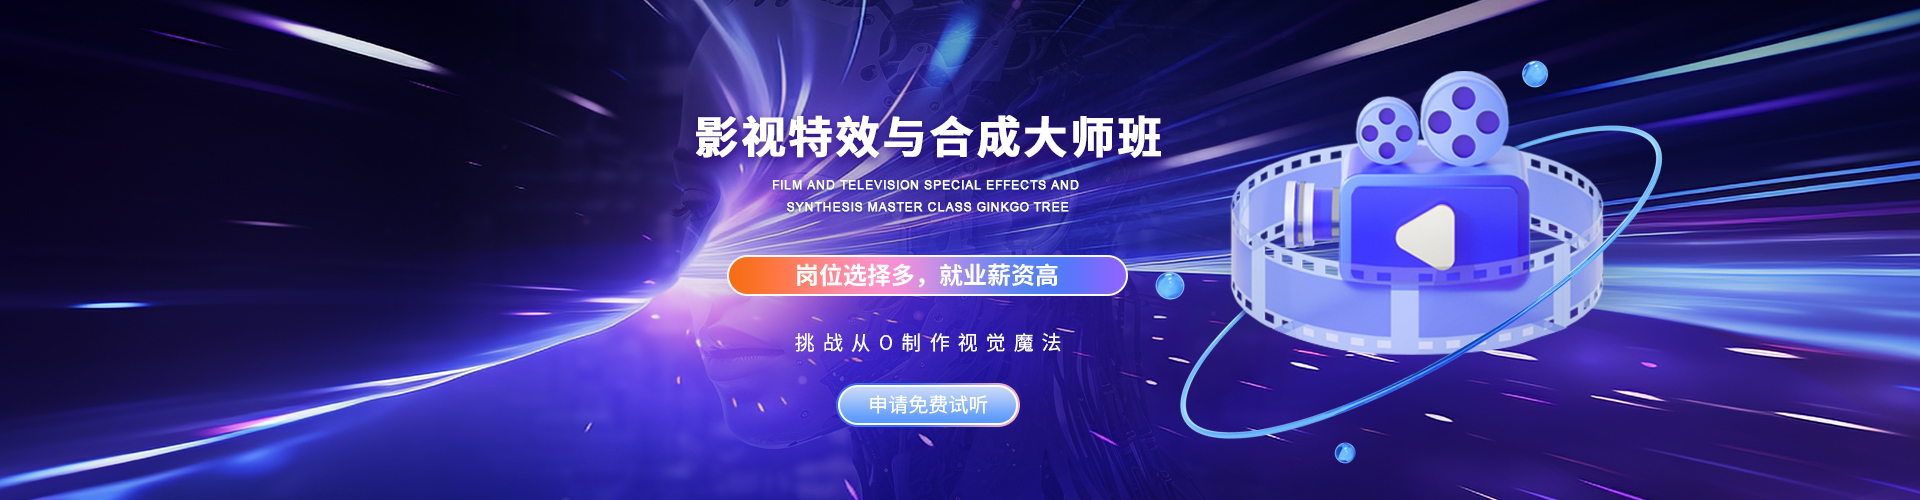 影视特效与合成大师班
FILM AND TELEVISION SPECIAL EFFECTS AND
SYNTHESIS MASTER CLASS GINKGO TREE
岗位选择多，就业薪资高
挑战从0制作视觉魔法
申请免费试听